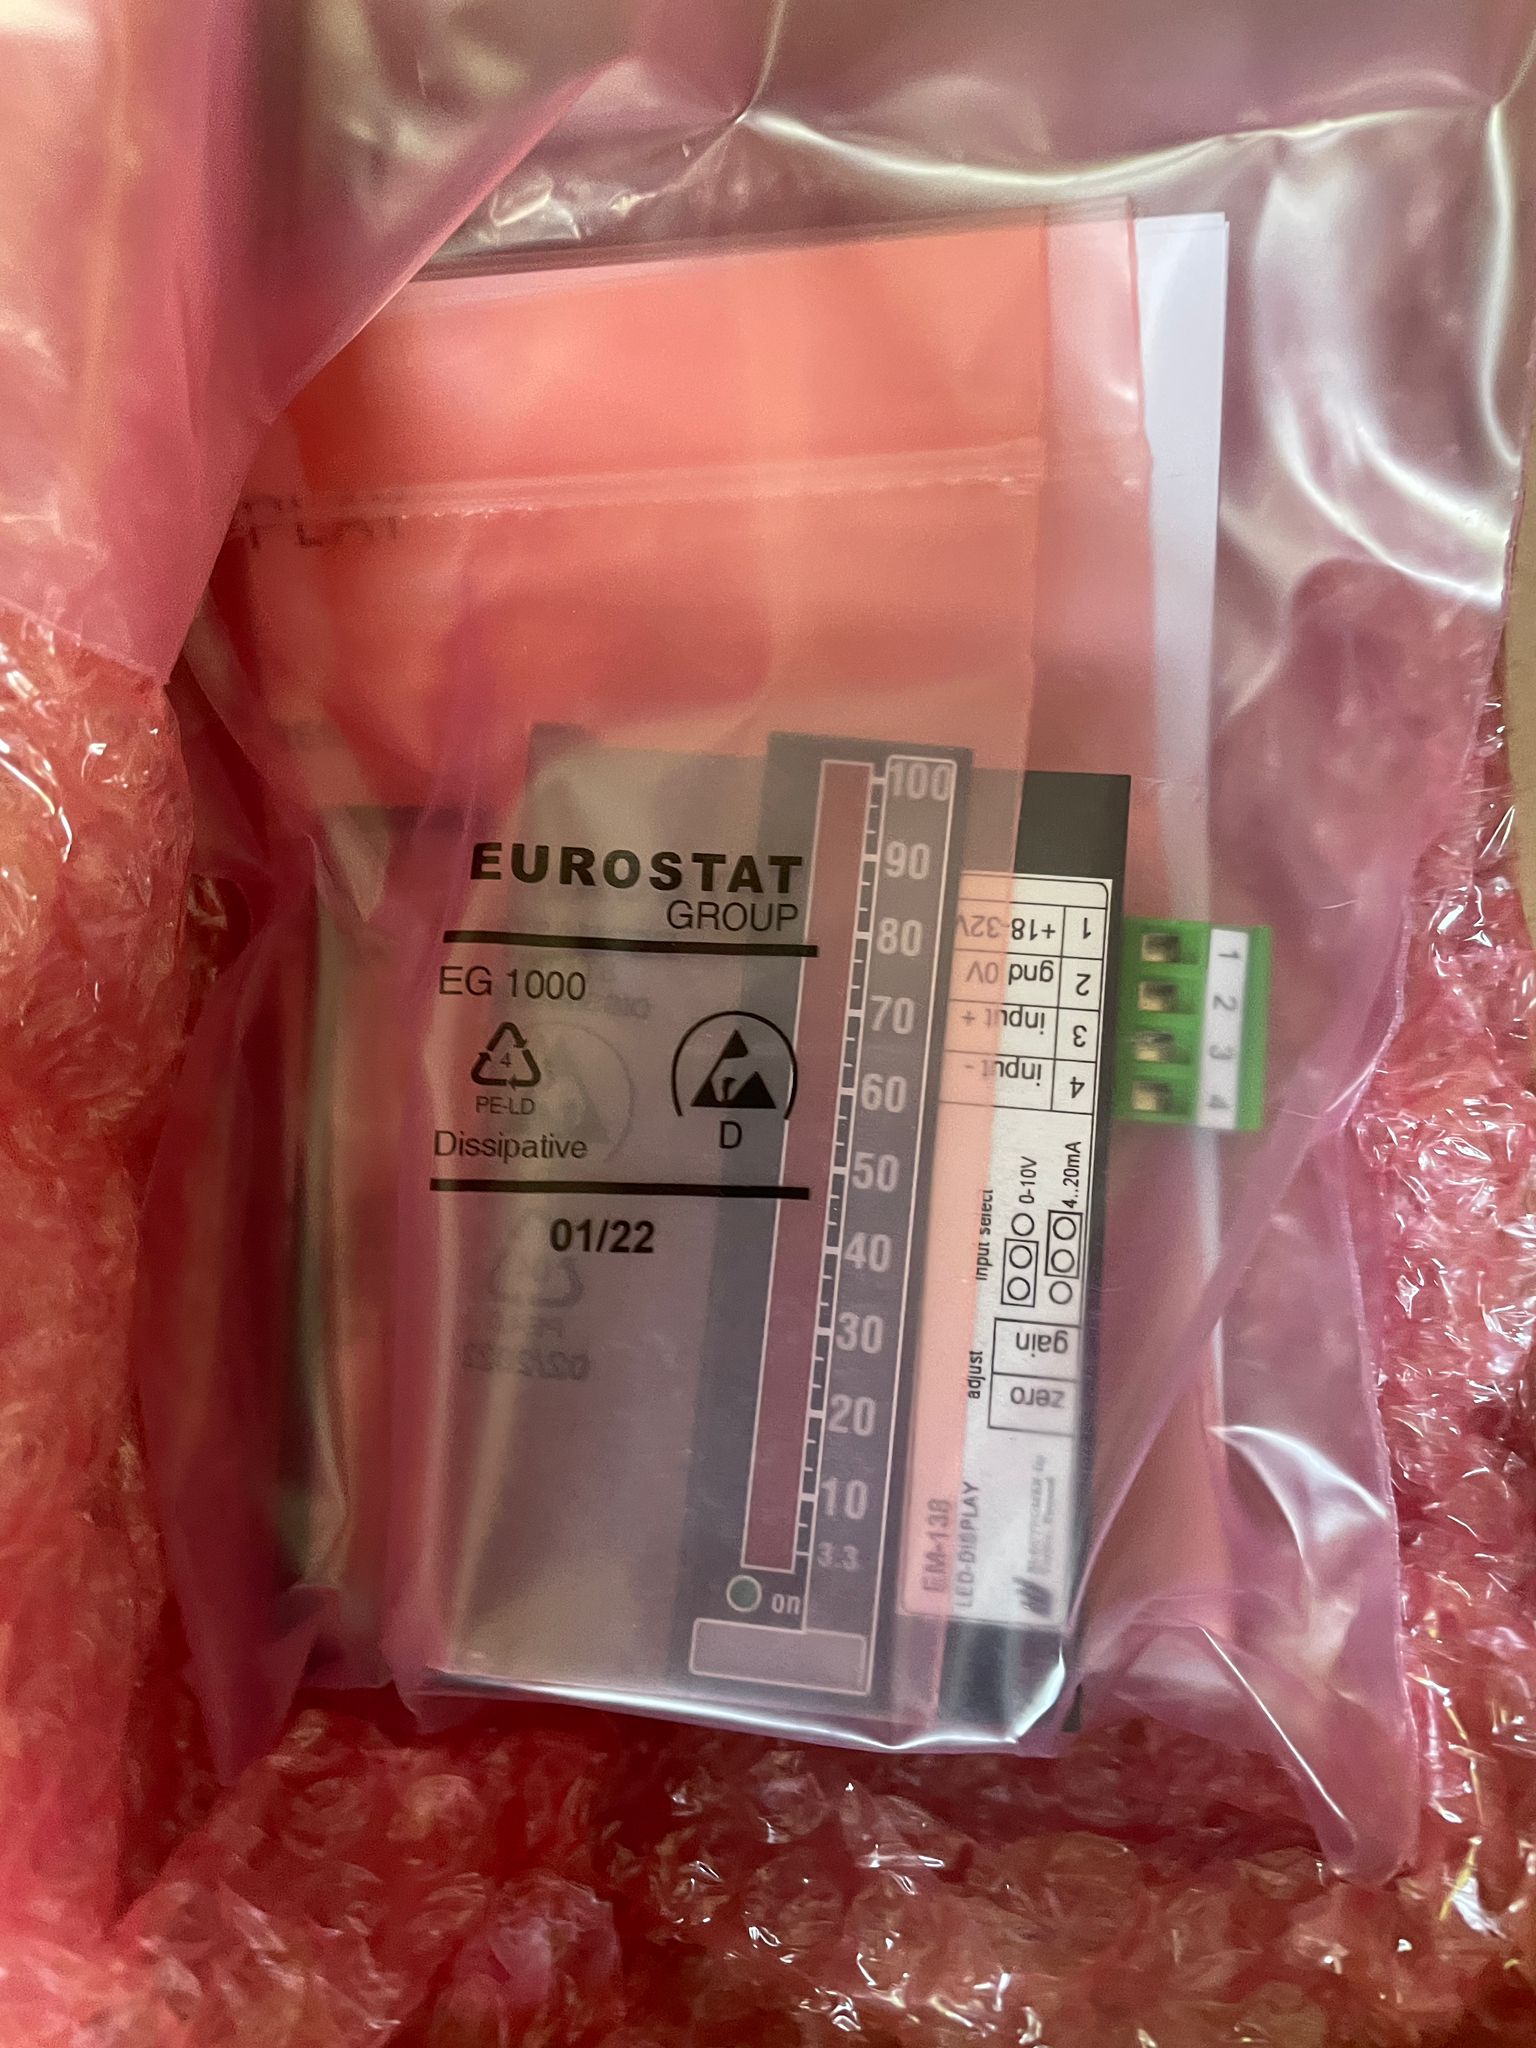 EUROSTAT
GROUP
EG 1000
4
PE-LD
D
Dissipative
01/22
100
90
80
70
60
50
40
30
20
10
3.3
on
1 +18-32V
2 gnd 0V
3 input +
4 input -
1
2
3
4
input select
0-10V
4..20mA
adjust
gain
zero
EM-138
LED-DISPLAY